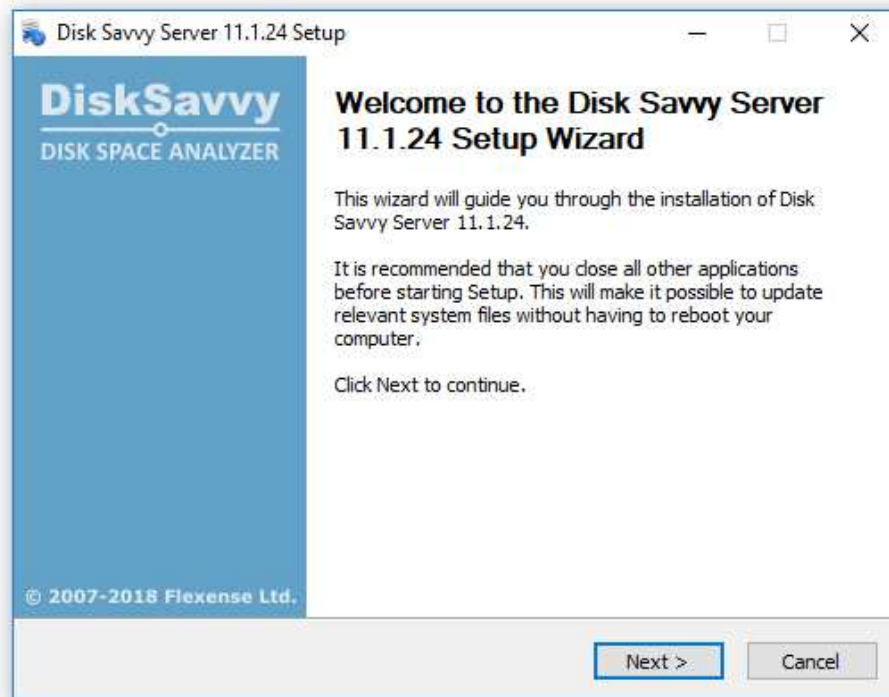 Disk Savvy Server 11.1.24 Setup
DiskSavvy
DISK SPACE ANALYZER
Welcome to the Disk Savvy Server
11.1.24 Setup Wizard
This wizard will guide you through the installation of Disk
Savvy Server 11.1.24.
It is recommended that you close all other applications
before starting Setup. This will make it possible to update
relevant system files without having to reboot your
computer.
Click Next to continue.
© 2007-2018 Flexense Ltd.
Next >
Cancel